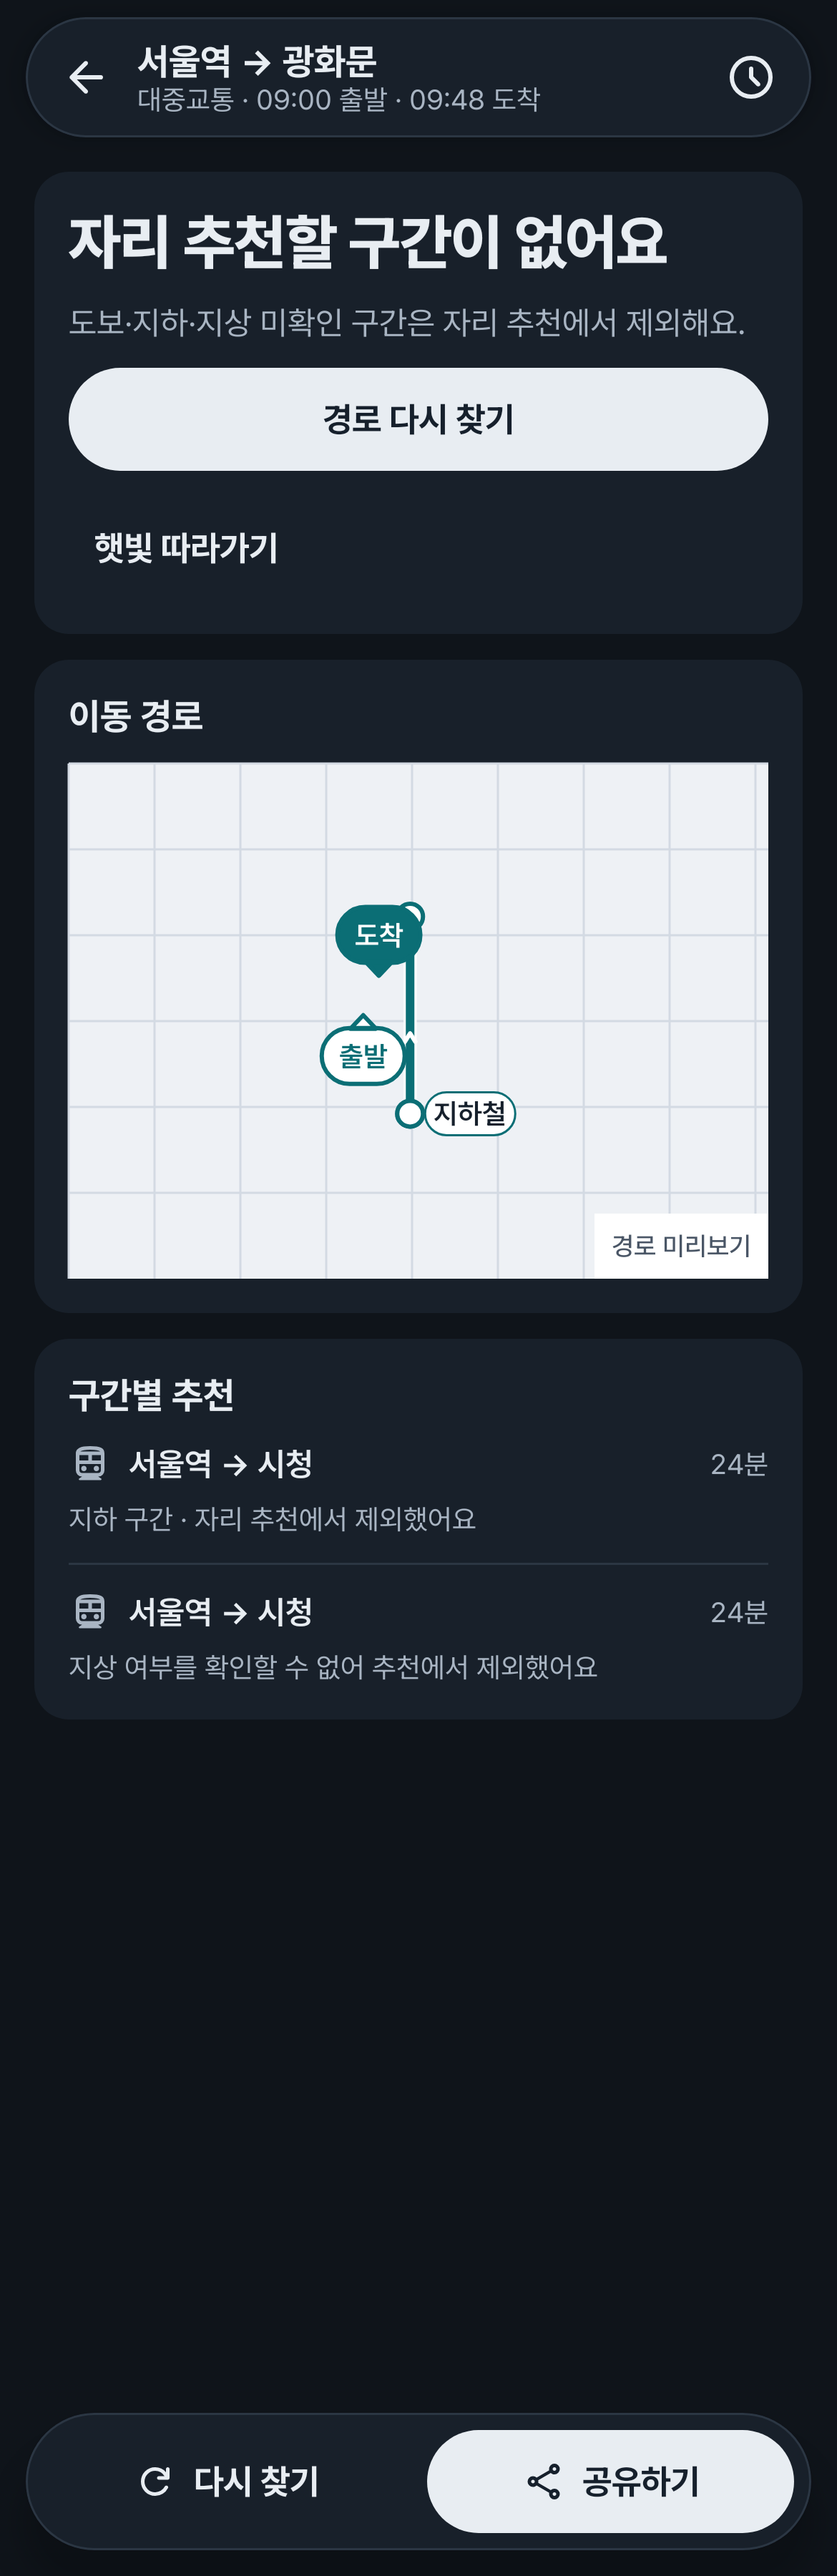 서울역 → 광화문
대중교통 · 09:00 출발 · 09:48 도착
자리 추천할 구간이 없어요
도보·지하·지상 미확인 구간은 자리 추천에서 제외해요.
경로 다시 찾기
햇빛 따라가기
이동 경로
도착
출발
지하철
경로 미리보기
구간별 추천
서울역 → 시청 24분
지하 구간 · 자리 추천에서 제외했어요
서울역 → 시청 24분
지상 여부를 확인할 수 없어 추천에서 제외했어요
다시 찾기 공유하기